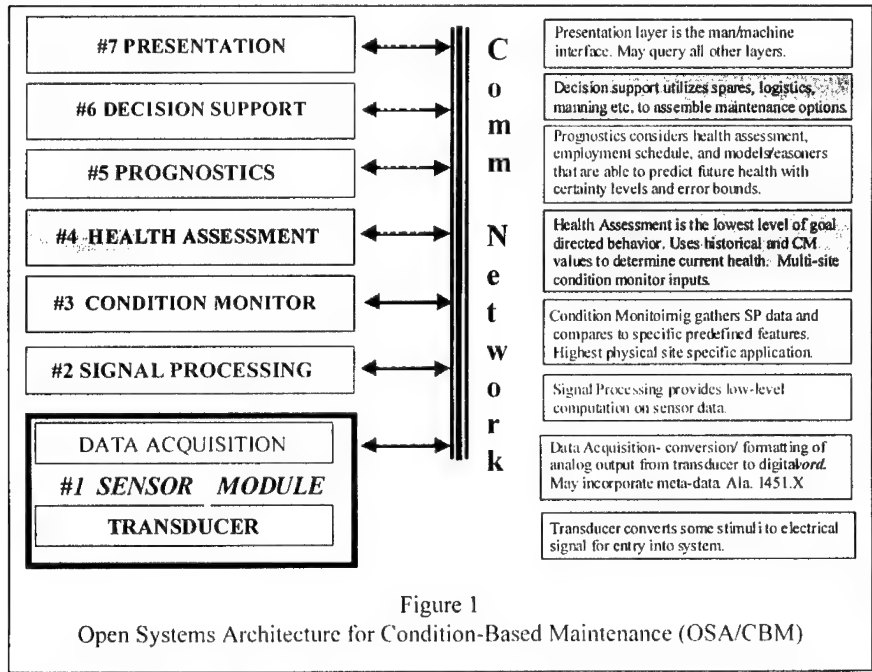 #7 PRESENTATION
#6 DECISION SUPPORT
#5 PROGNOSTICS
#4 HEALTH ASSESSMENT
#3 CONDITION MONITOR
#2 SIGNAL PROCESSING
DATA ACQUISITION
#1 SENSOR MODULE
TRANSDUCER
Comm Network
Presentation layer is the man/machine
interface. May query all other layers.
Decision support utilizes spares, logistics,
manning etc. to assemble maintenance options.
Prognostics considers health assessment,
employment schedule, and models/easoners
that are able to predict future health with
certainty levels and error bounds.
Health Assessment is the lowest level of goal
directed behavior. Uses historical and CM
values to determine current health. Multi-site
condition monitor inputs.
Condition Monitoirnig gathers SP data and
compares to specific predefined features.
Highest physical site specific application.
Signal Processing provides low-level
computation on sensor data.
Data Acquisition- conversion/ formatting of
analog output from transducer to digitalword.
May incorporate meta-data. Ala. 1451.X
Transducer converts some stimuli to electrical
signal for entry into system.
Figure 1
Open Systems Architecture for Condition-Based Maintenance (OSA/CBM)